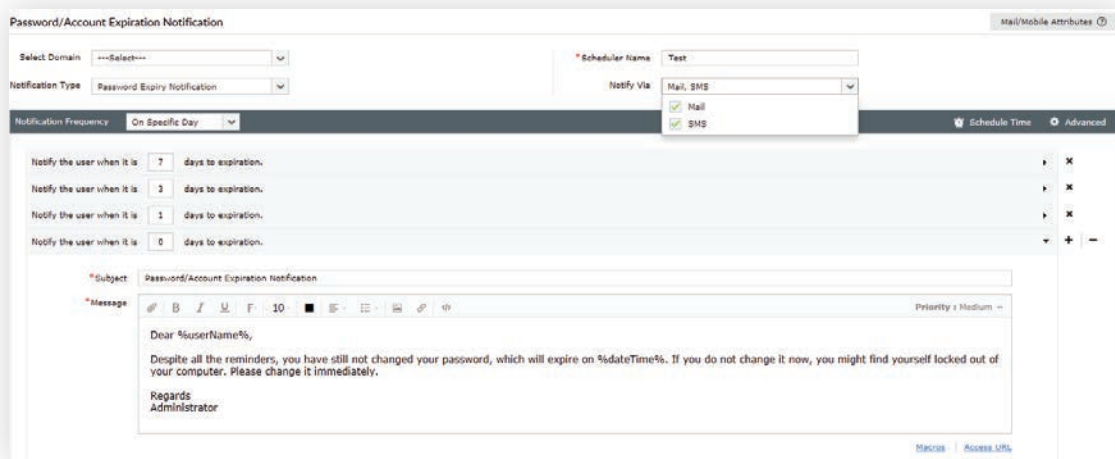 Password/Account Expiration Notification
Mail/Mobile Attributes ?
Select Domain ---Select---
* Scheduler Name Test
Notification Type Password Expiry Notification
Notify Via Mail, SMS
Mail
SMS
Notification Frequency On Specific Day
Schedule Time Advanced
Notify the user when it is 7 days to expiration.
Notify the user when it is 3 days to expiration.
Notify the user when it is 1 days to expiration.
Notify the user when it is 0 days to expiration.
* Subject Password/Account Expiration Notification
* Message
B I U F 10
Priority : Medium
Dear %userName%,
Despite all the reminders, you have still not changed your password, which will expire on %dateTime%. If you do not change it now, you might find yourself locked out of
your computer. Please change it immediately.
Regards
Administrator
Macros | Access URL